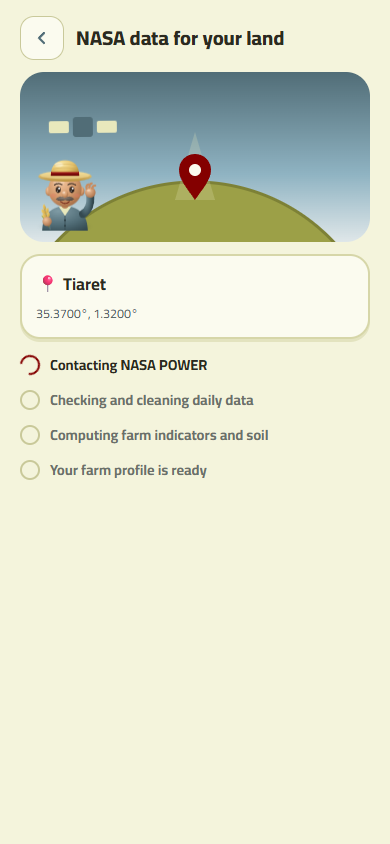 NASA data for your land
Tiaret
35.3700°, 1.3200°
Contacting NASA POWER
Checking and cleaning daily data
Computing farm indicators and soil
Your farm profile is ready